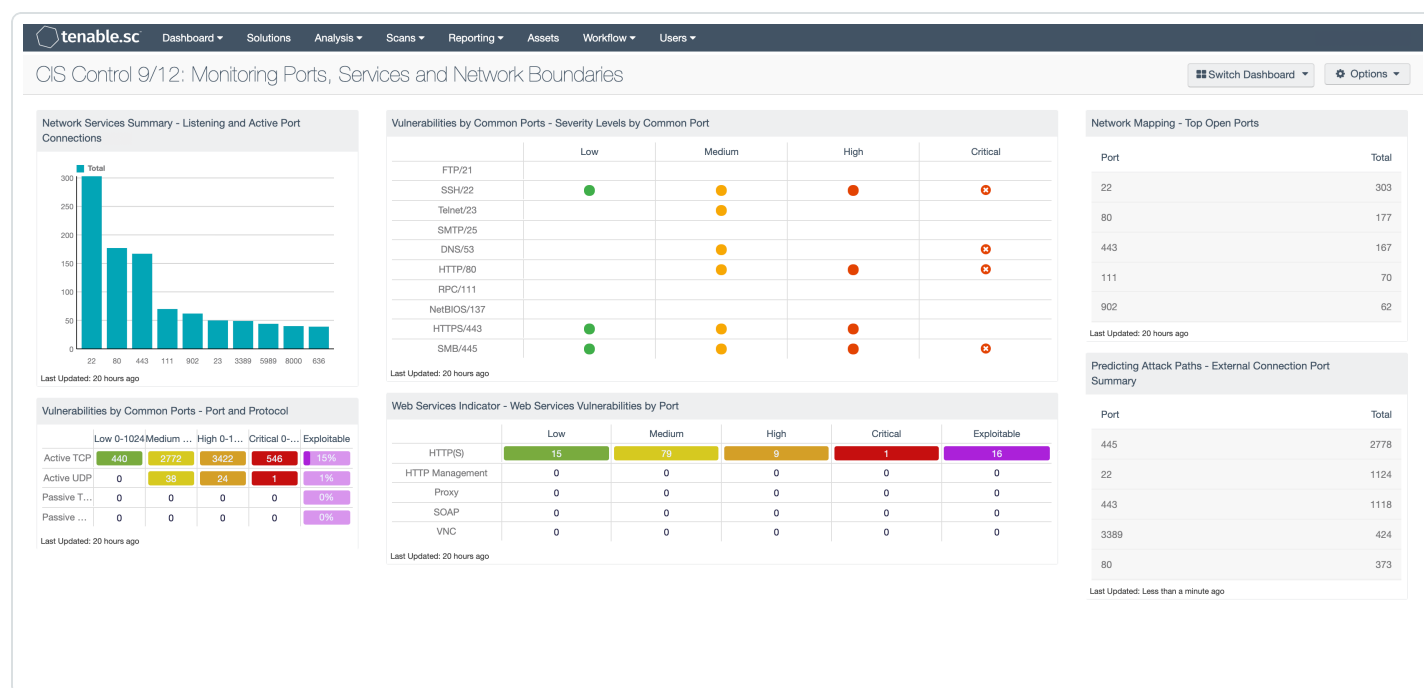 tenable.sc Dashboard Solutions Analysis Scans Reporting Assets Workflow Users
CIS Control 9/12: Monitoring Ports, Services and Network Boundaries
Switch Dashboard Options
Network Services Summary - Listening and Active Port
Connections
Total
300
250
200
150
100
50
0
22 80 443 111 902 23 3389 5989 8000 636
Last Updated: 20 hours ago
Vulnerabilities by Common Ports - Port and Protocol
Low 0-1024 Medium ... High 0-1... Critical 0-... Exploitable
Active TCP 440 2772 3422 546 15%
Active UDP 0 38 24 1 1%
Passive T... 0 0 0 0 0%
Passive ... 0 0 0 0 0%
Last Updated: 20 hours ago
Vulnerabilities by Common Ports - Severity Levels by Common Port
Low Medium High Critical
FTP/21
SSH/22
Telnet/23
SMTP/25
DNS/53
HTTP/80
RPC/111
NetBIOS/137
HTTPS/443
SMB/445
Last Updated: 20 hours ago
Web Services Indicator - Web Services Vulnerabilities by Port
Low Medium High Critical Exploitable
HTTP(S) 15 79 9 1 16
HTTP Management 0 0 0 0 0
Proxy 0 0 0 0 0
SOAP 0 0 0 0 0
VNC 0 0 0 0 0
Last Updated: 20 hours ago
Network Mapping - Top Open Ports
Port Total
22 303
80 177
443 167
111 70
902 62
Last Updated: 20 hours ago
Predicting Attack Paths - External Connection Port
Summary
Port Total
445 2778
22 1124
443 1118
3389 424
80 373
Last Updated: Less than a minute ago